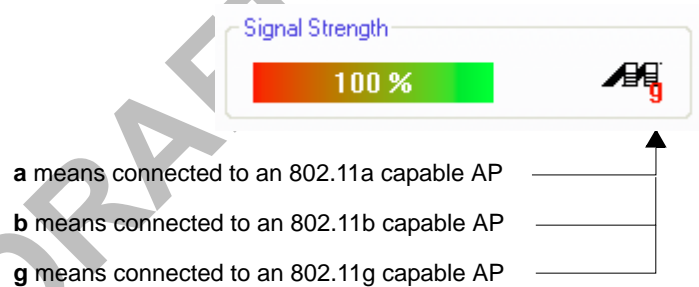 Signal Strength
100 %
g
a means connected to an 802.11a capable AP
b means connected to an 802.11b capable AP
g means connected to an 802.11g capable AP
DRAFT